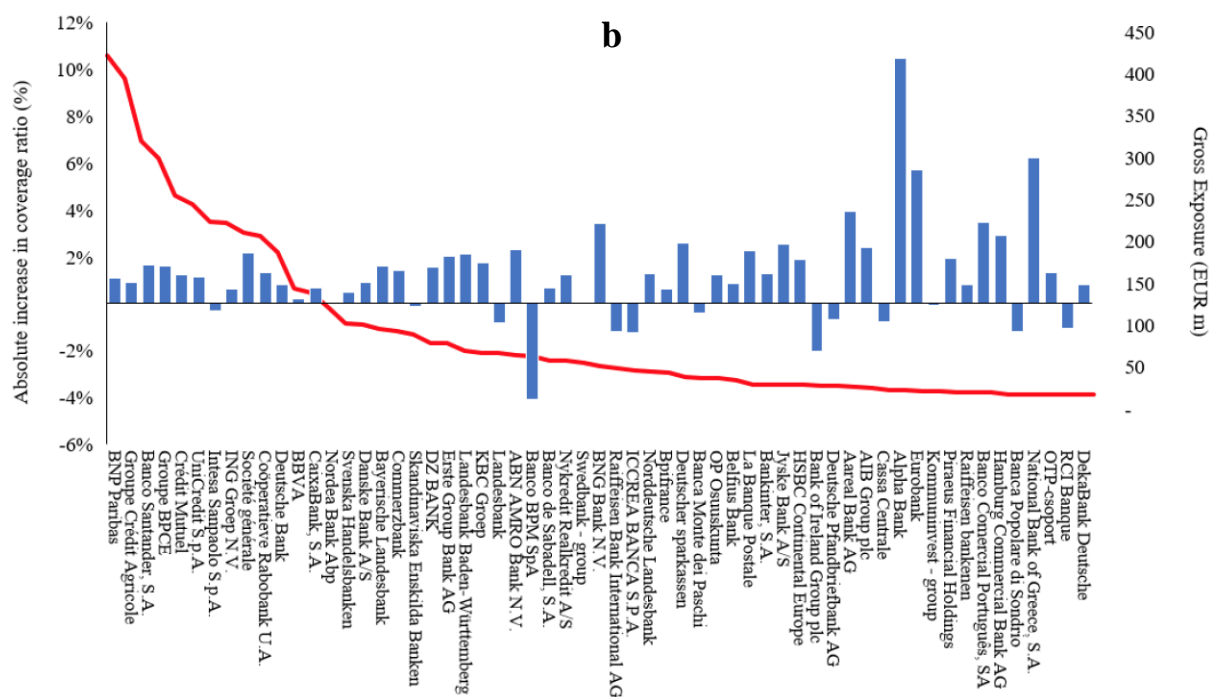 b
Absolute increase in coverage ratio (%)
12%
10%
8%
6%
4%
2%
-2%
-4%
-6%
450
400
350
300
250
200
150
100
50
-
Gross Exposure (EUR m)
BNP Paribas
Groupe Crédit Agricole
Banco Santander, S.A.
Groupe BPCE
Crédit Mutuel
UniCredit S.p.A.
Intesa Sanpaolo S.p.A.
ING Groep N.V.
Société générale
Coöperatieve Rabobank U.A.
Deutsche Bank
BBVA
CaixaBank, S.A.
Nordea Bank Abp
Svenska Handelsbanken
Danske Bank A/S
Bayerische Landesbank
Commerzbank
Skandinaviska Enskilda Banken
DZ BANK
Erste Group Bank AG
Landesbank Baden-Württemberg
KBC Groep
Landesbank
ABN AMRO Bank N.V.
Banco BPM SpA
Banco de Sabadell, S.A.
Nykredit Realkredit A/S
Swedbank - group
BNG Bank N.V.
Raiffeisen Bank International AG
ICCREA BANCA S.P.A.
Norddeutsche Landesbank
Bpifrance
Deutscher sparkassen
Banca Monte dei Paschi
OP Osuuskunta
Belfius Bank
La Banque Postale
Bankinter, S.A.
Jyske Bank A/S
HSBC Continental Europe
Bank of Ireland Group plc
Deutsche Pfandbriefbank AG
Aareal Bank AG
AIB Group plc
Cassa Centrale
Alpha Bank
Eurobank
Kommuninvest - group
Piraeus Financial Holdings
Raiffeisen bankenen
Banco Comercial Português, SA
Hamburg Commercial Bank AG
Banca Popolare di Sondrio
National Bank of Greece, S.A.
OTP-csoport
RCI Banque
DekaBank Deutsche